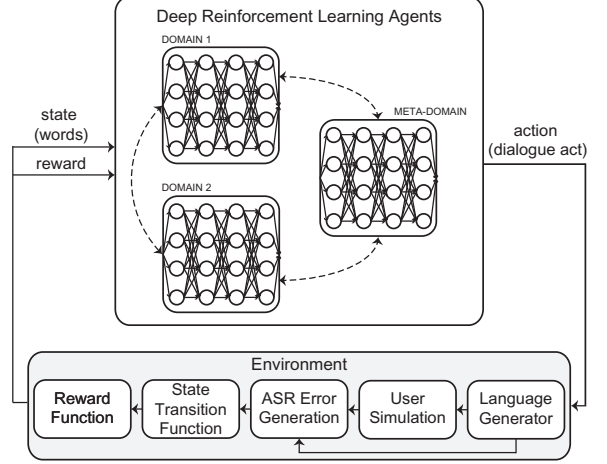 Deep Reinforcement Learning Agents
DOMAIN 1
META-DOMAIN
DOMAIN 2
state
(words)
reward
action
(dialogue act)
Environment
Reward
Function
State
Transition
Function
ASR Error
Generation
User
Simulation
Language
Generator